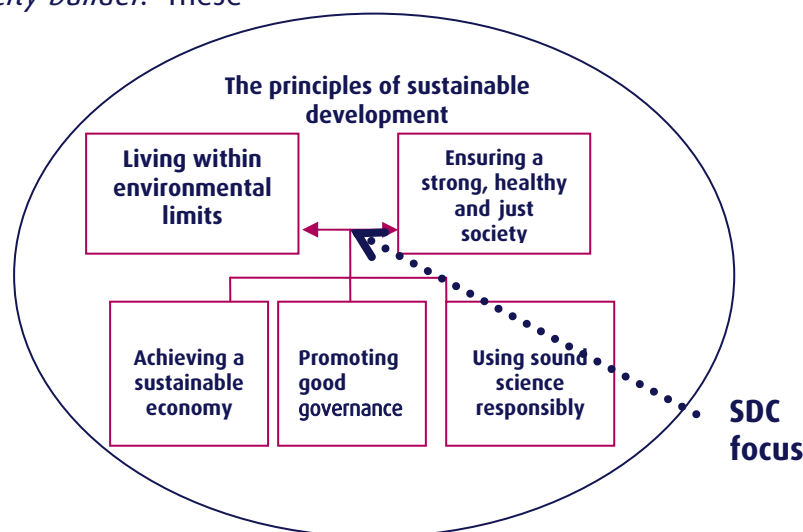 These
The principles of sustainable
development
Living within
environmental
limits
Ensuring a
strong, healthy
and just
society
Achieving a
sustainable
economy
Promoting
good
governance
Using sound
science
responsibly
SDC
focus